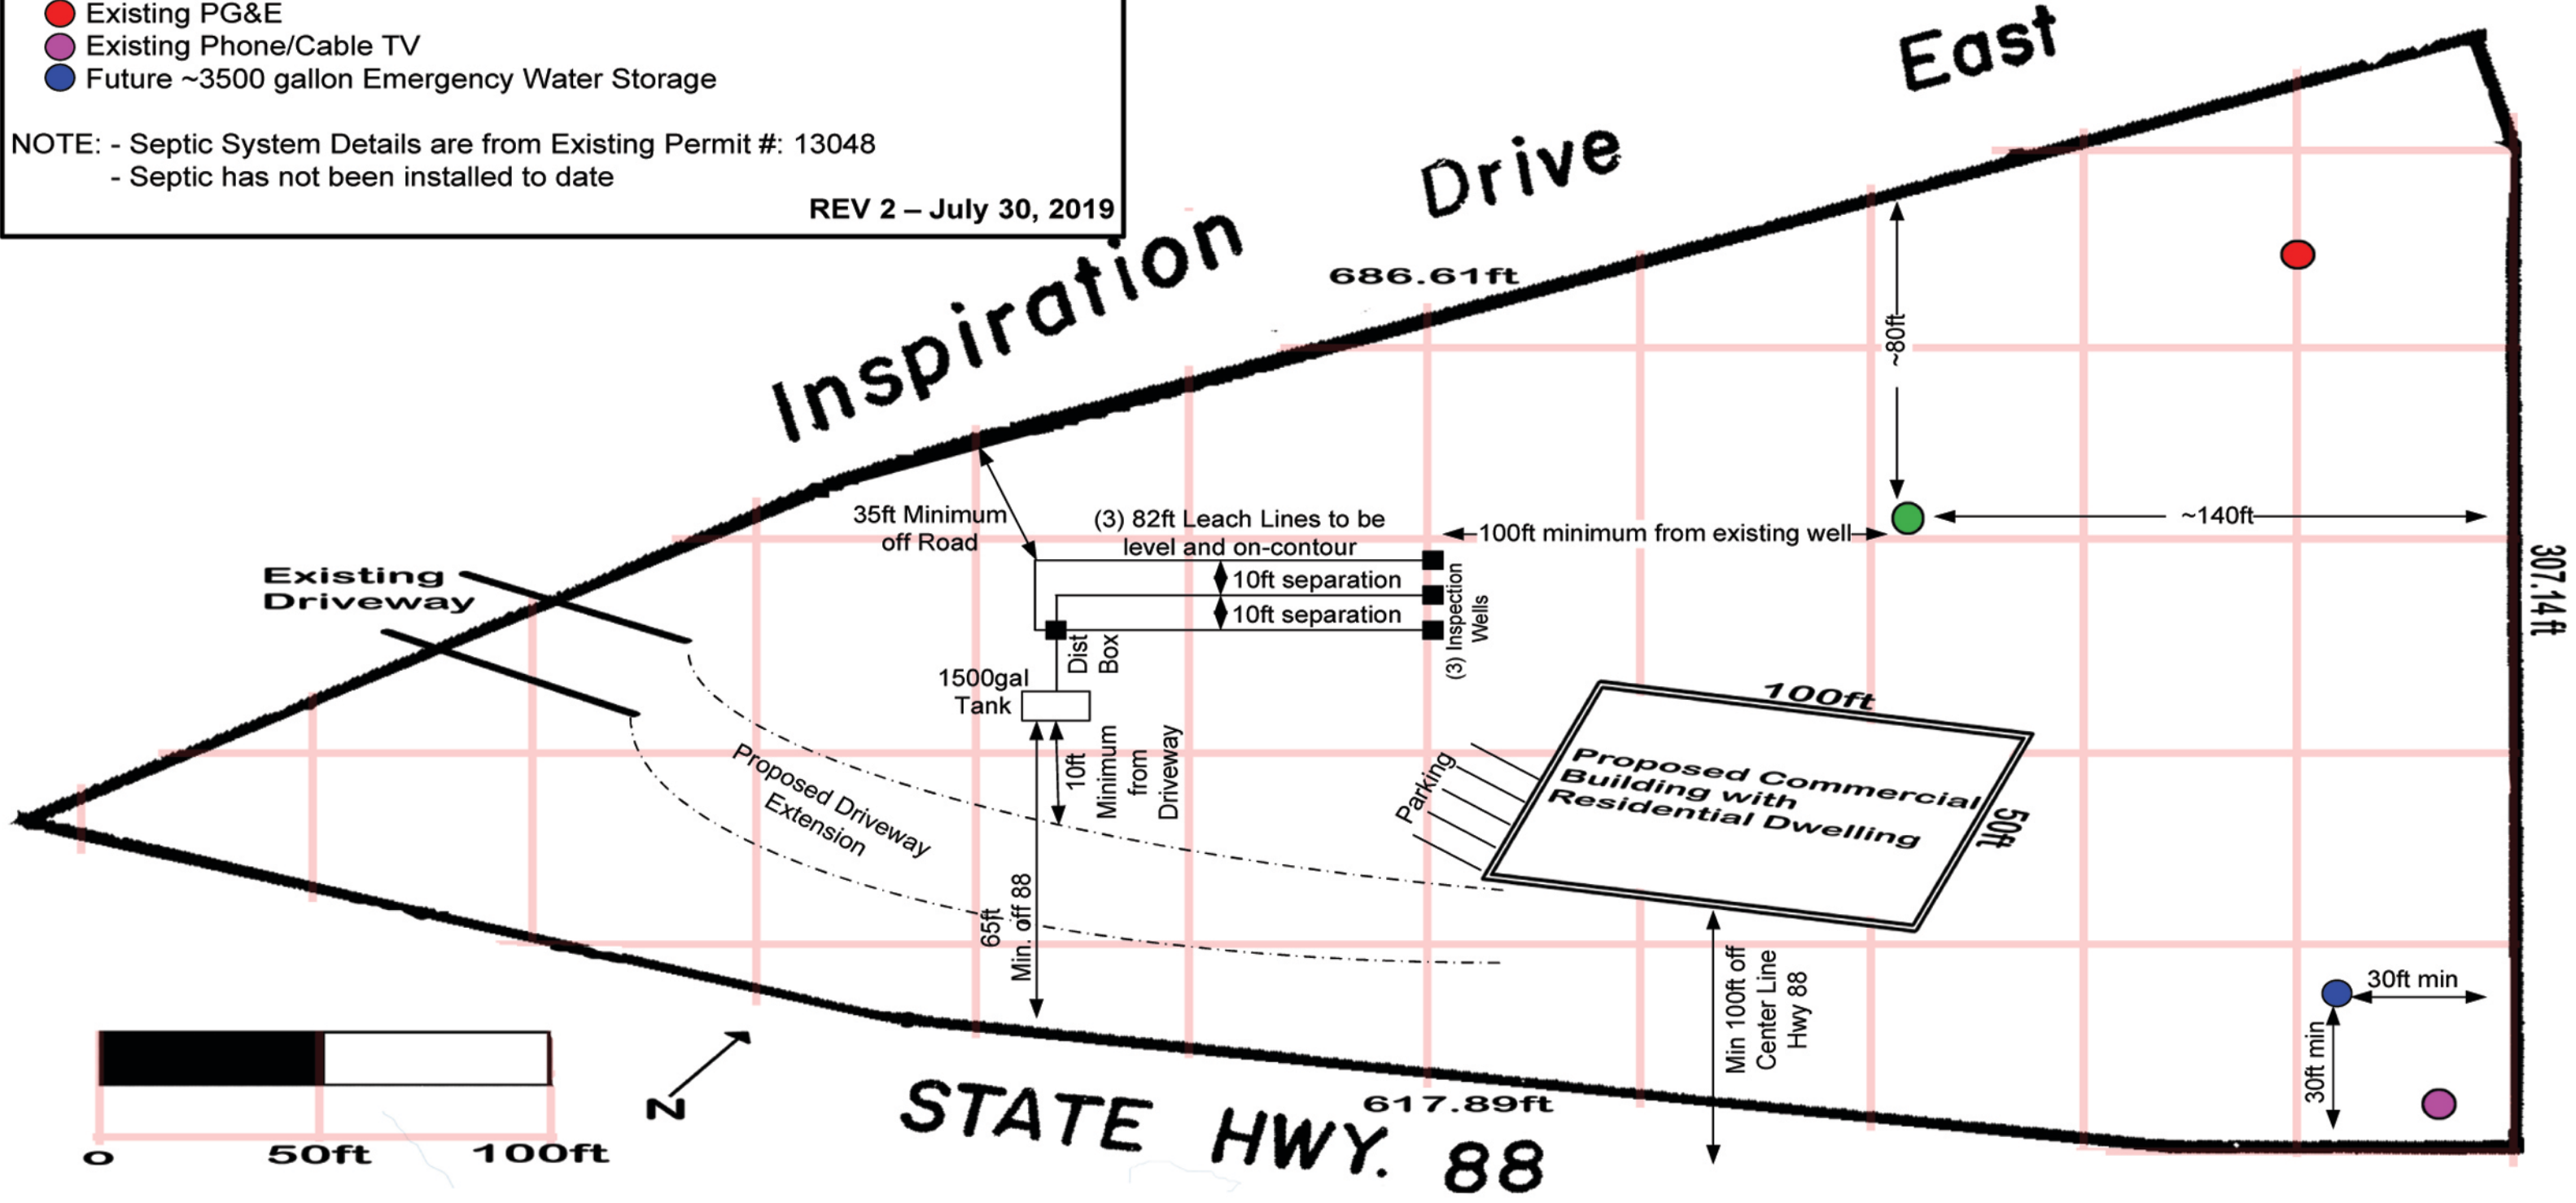 Existing PG&E
Existing Phone/Cable TV
Future ~3500 gallon Emergency Water Storage
NOTE: - Septic System Details are from Existing Permit #: 13048
- Septic has not been installed to date
REV 2 – July 30, 2019
Inspiration Drive East
686.61ft
~80ft
35ft Minimum
off Road
(3) 82ft Leach Lines to be
level and on-contour
100ft minimum from existing well
~140ft
307.14 ft
10ft separation
10ft separation
(3) Inspection
Wells
Existing
Driveway
Dist
Box
1500gal
Tank
10ft
Minimum
from
Driveway
Proposed Driveway
Extension
65ft
Min. off 88
Parking
100ft
Proposed Commercial
Building with
Residential Dwelling
50ft
Min 100ft off
Center Line
Hwy 88
30ft min
30ft min
N
617.89ft
STATE HWY. 88
0 50ft 100ft